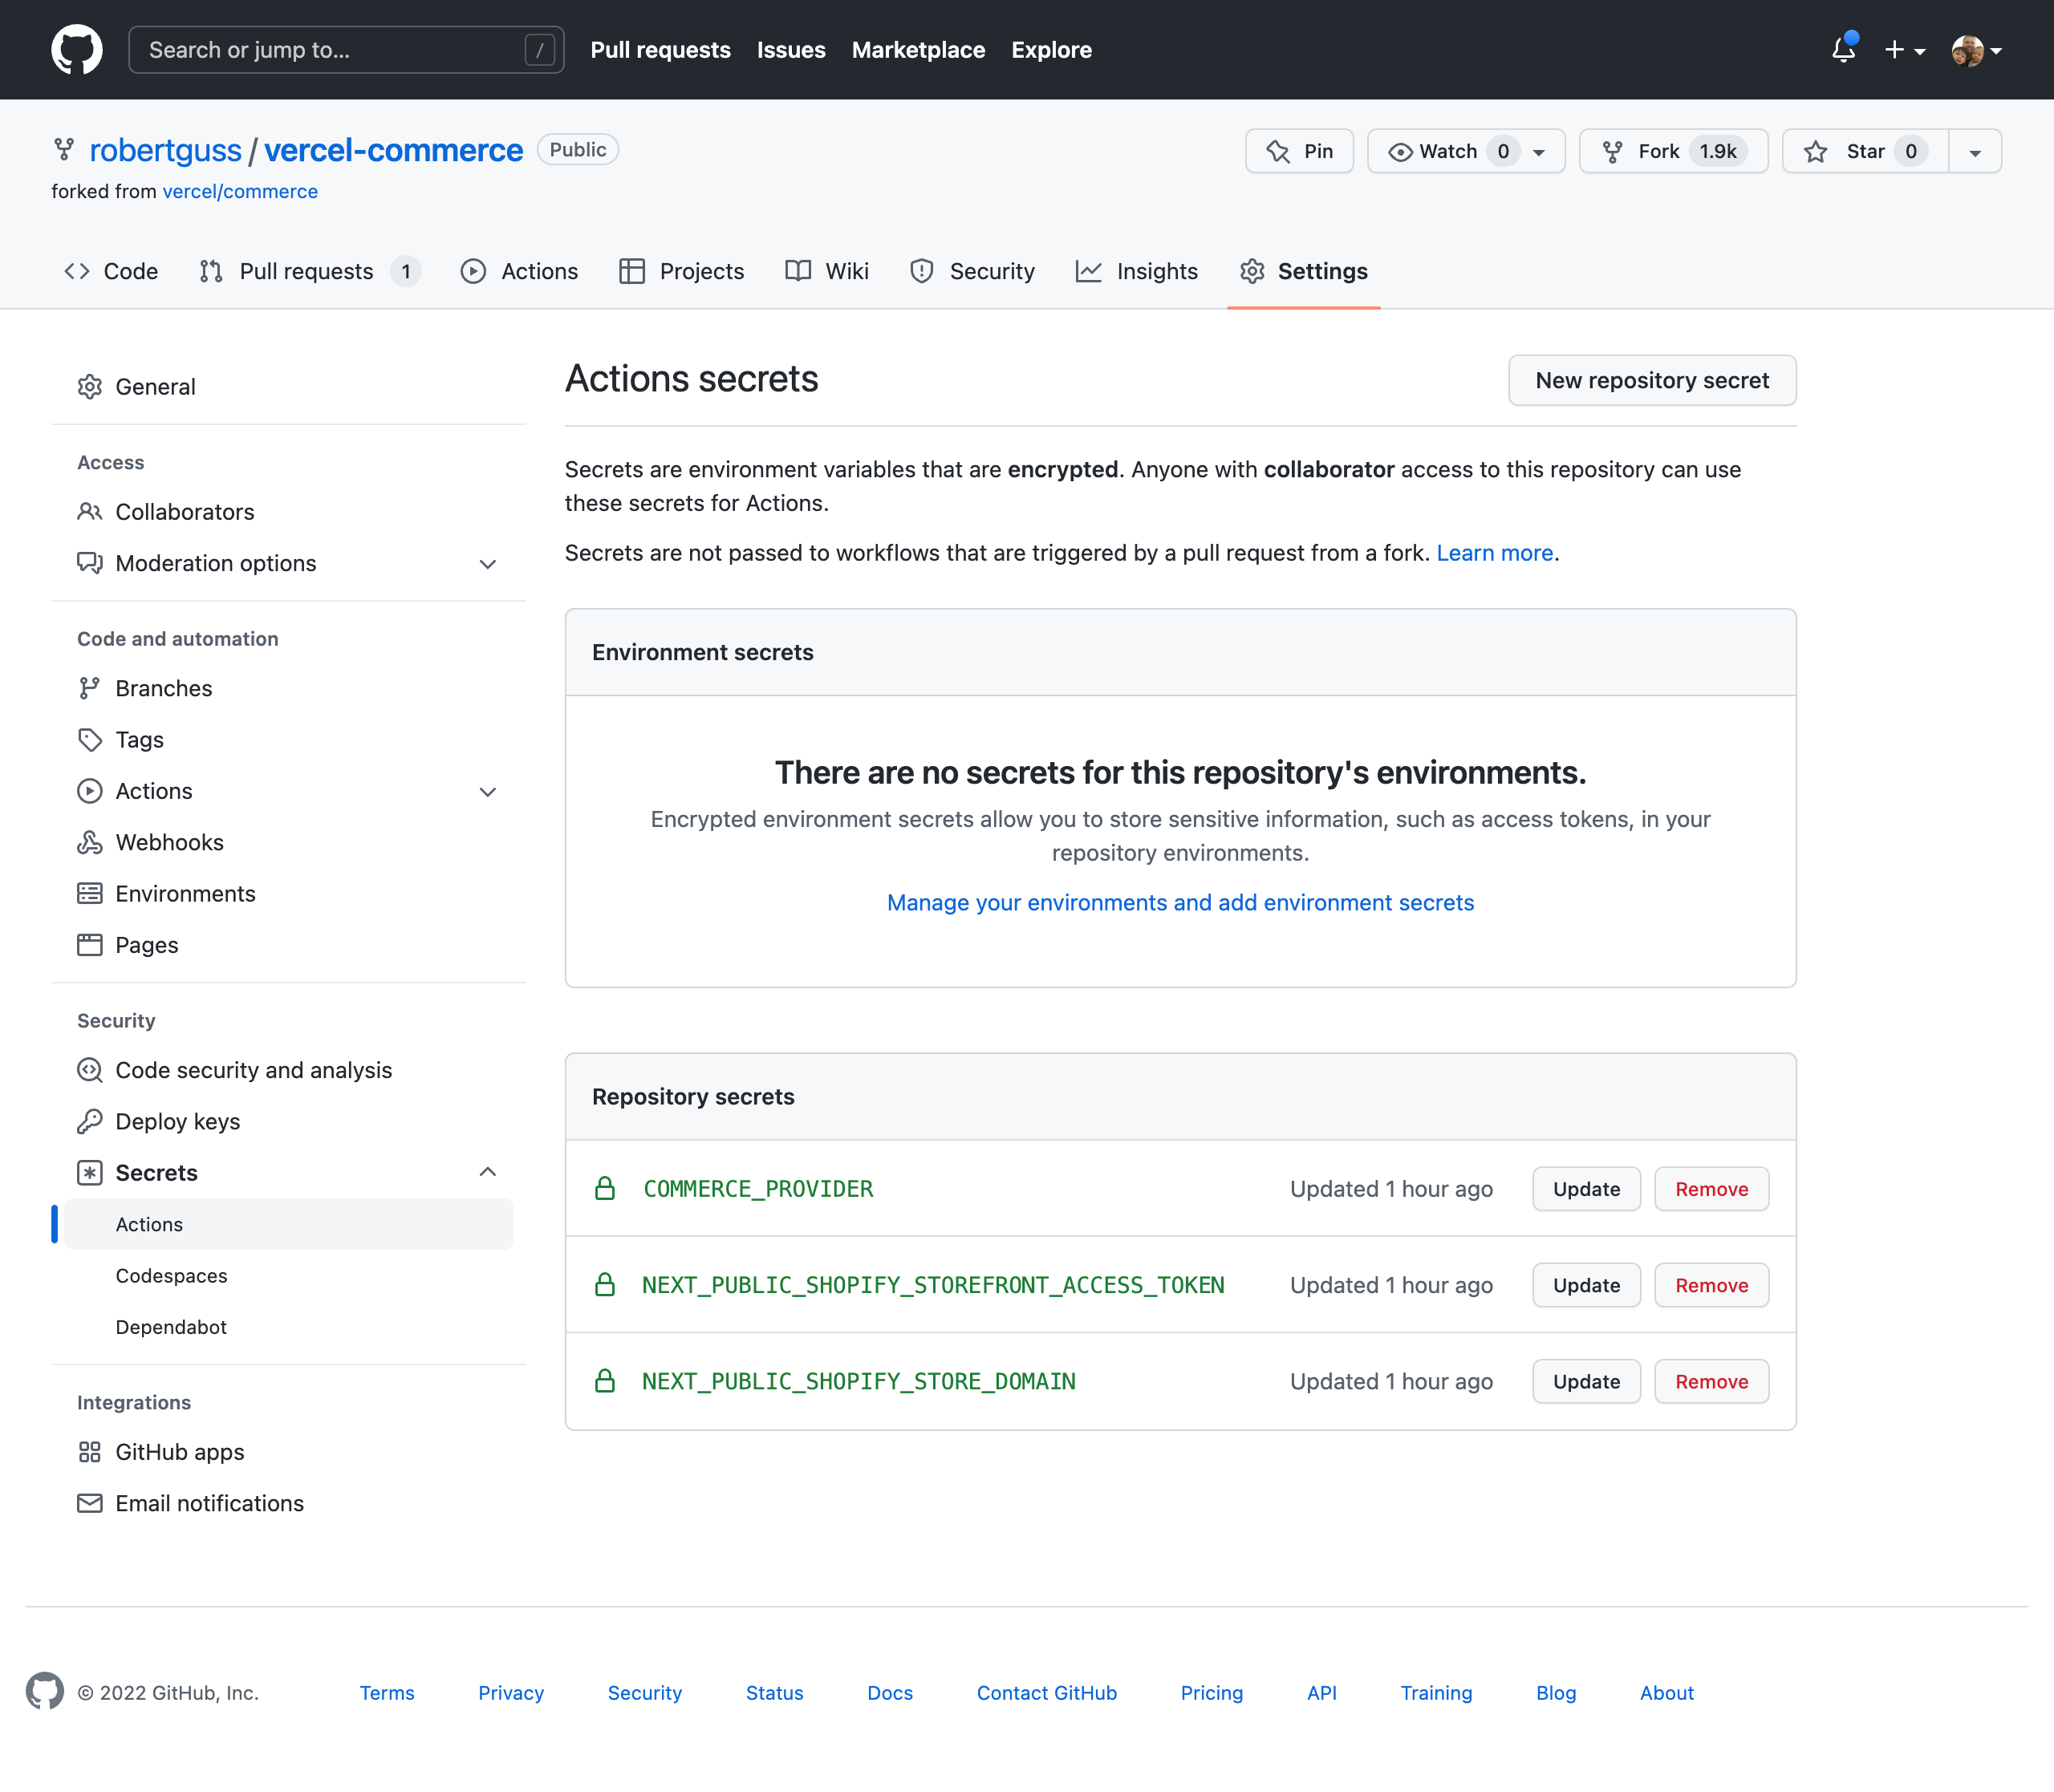 Search or jump to...
/
Pull requests
Issues
Marketplace
Explore
robertguss / vercel-commerce
Public
forked from vercel/commerce
Pin
Watch 0
Fork 1.9k
Star 0
Code
Pull requests 1
Actions
Projects
Wiki
Security
Insights
Settings
General
Access
Collaborators
Moderation options
Code and automation
Branches
Tags
Actions
Webhooks
Environments
Pages
Security
Code security and analysis
Deploy keys
Secrets
Actions
Codespaces
Dependabot
Integrations
GitHub apps
Email notifications
Actions secrets
New repository secret
Secrets are environment variables that are encrypted. Anyone with collaborator access to this repository can use
these secrets for Actions.
Secrets are not passed to workflows that are triggered by a pull request from a fork. Learn more.
Environment secrets
There are no secrets for this repository's environments.
Encrypted environment secrets allow you to store sensitive information, such as access tokens, in your
repository environments.
Manage your environments and add environment secrets
Repository secrets
COMMERCE_PROVIDER Updated 1 hour ago Update Remove
NEXT_PUBLIC_SHOPIFY_STOREFRONT_ACCESS_TOKEN Updated 1 hour ago Update Remove
NEXT_PUBLIC_SHOPIFY_STORE_DOMAIN Updated 1 hour ago Update Remove
© 2022 GitHub, Inc.
Terms
Privacy
Security
Status
Docs
Contact GitHub
Pricing
API
Training
Blog
About